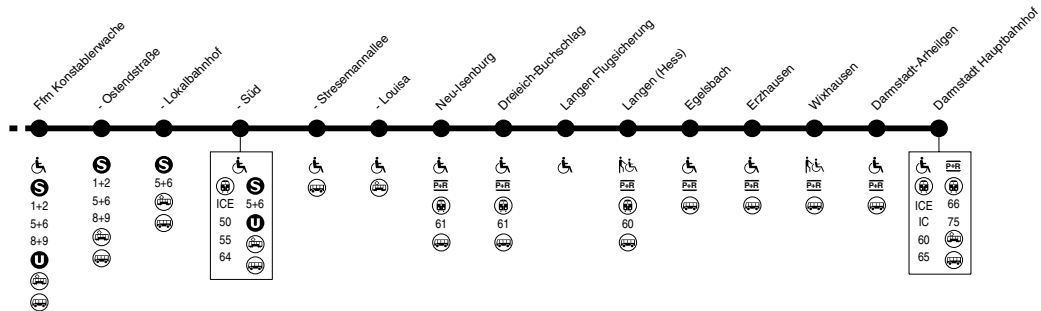 Ffm Konstablerwache
- Ostendstraße
- Lokalbahnhof
- Süd
- Stresemannallee
- Louisa
Neu-Isenburg
Dreieich-Buchschlag
Langen Flugsicherung
Langen (Hess)
Egelsbach
Erzhausen
Wixhausen
Darmstadt-Arheilgen
Darmstadt Hauptbahnhof
S
1+2
5+6
8+9
U
S
1+2
5+6
8+9
S
5+6
ICE
50
55
64
S
5+6
U
P+R
61
P+R
61
P+R
60
P+R
P+R
P+R
P+R
ICE
IC
60
65
P+R
66
75